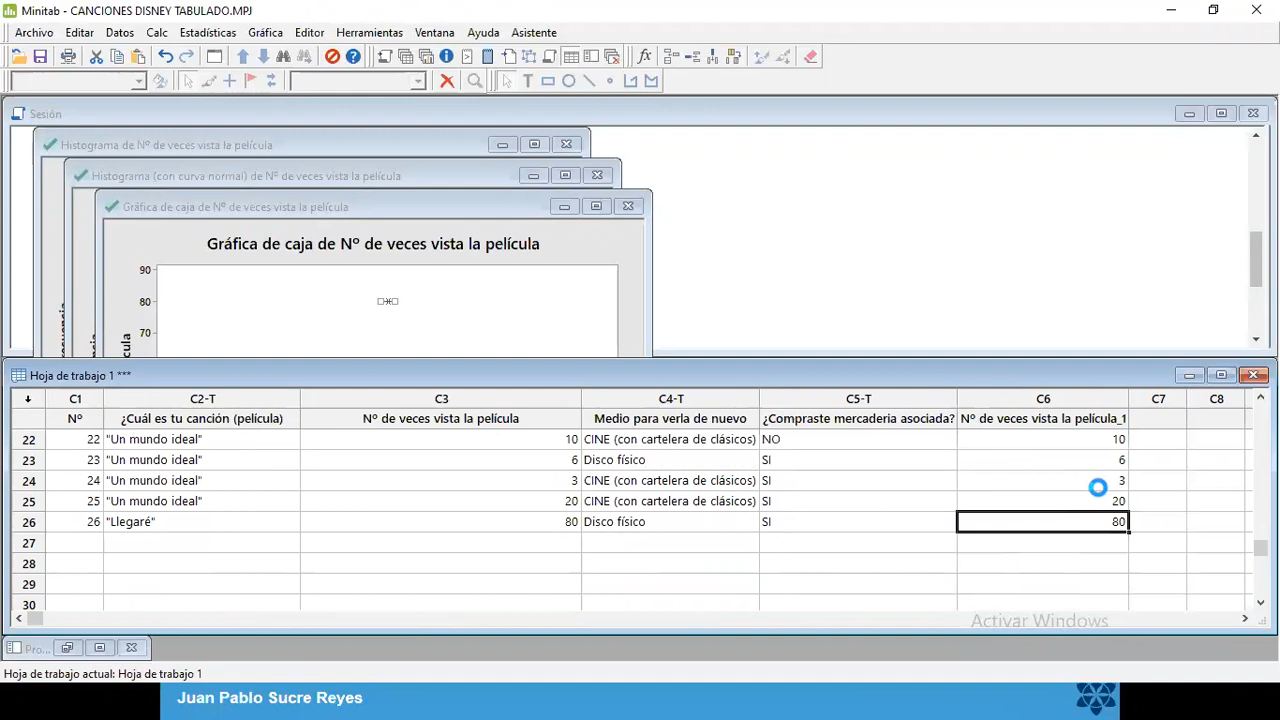 Minitab - CANCIONES DISNEY TABULADO.MPJ
Archivo Editar Datos Calc Estadísticas Gráfica Editor Herramientas Ventana Ayuda Asistente
Sesión
Histograma de Nº de veces vista la película
Histograma (con curva normal) de Nº de veces vista la película
Gráfica de caja de Nº de veces vista la película
Gráfica de caja de Nº de veces vista la película
90
80
70
Hoja de trabajo 1 ***
C1 C2-T C3 C4-T C5-T C6 C7 C8
Nº ¿Cuál es tu canción (película) Nº de veces vista la película Medio para verla de nuevo ¿Compraste mercaderia asociada? Nº de veces vista la película_1
22 22 "Un mundo ideal" 10 CINE (con cartelera de clásicos) NO 10
23 23 "Un mundo ideal" 6 Disco físico SI 6
24 24 "Un mundo ideal" 3 CINE (con cartelera de clásicos) SI 3
25 25 "Un mundo ideal" 20 CINE (con cartelera de clásicos) SI 20
26 26 "Llegaré" 80 Disco físico SI 80
27
28
29
30
Activar Windows
Pro...
Hoja de trabajo actual: Hoja de trabajo 1
Juan Pablo Sucre Reyes